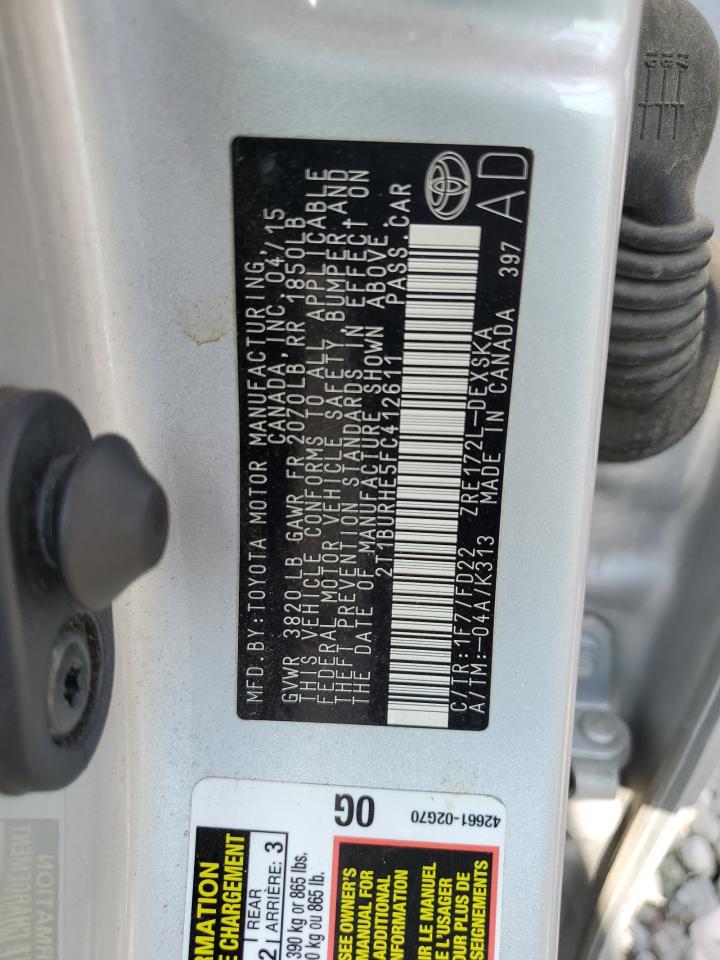 MFD.BY:TOYOTA MOTOR MANUFACTURING,
CANADA, INC. 04/15
GVWR 3820 LB GAWR FR 2070LB RR 1850LB
THIS VEHICLE CONFORMS TO ALL APPLICABLE
FEDERAL MOTOR VEHICLE SAFETY, BUMPER, AND
THEFT PREVENTION STANDARDS IN EFFECT ON
THE DATE OF MANUFACTURE SHOWN ABOVE.
2T1BURHE5FC412611 PASS.CAR
C/TR:1F7/FD22 ZRE172L-DEXSKA
A/TM:-04A/K313 MADE IN CANADA 397
AD
OG
42661-02G70
RMATION
E CHARGEMENT
2 REAR
ARRIÈRE: 3
390 kg or 865 lbs.
0 kg ou 865 lb.
SEE OWNER'S
MANUAL FOR
ADDITIONAL
R LE MANUEL
E L'USAGER
OUR PLUS DE
SEIGNEMENTS